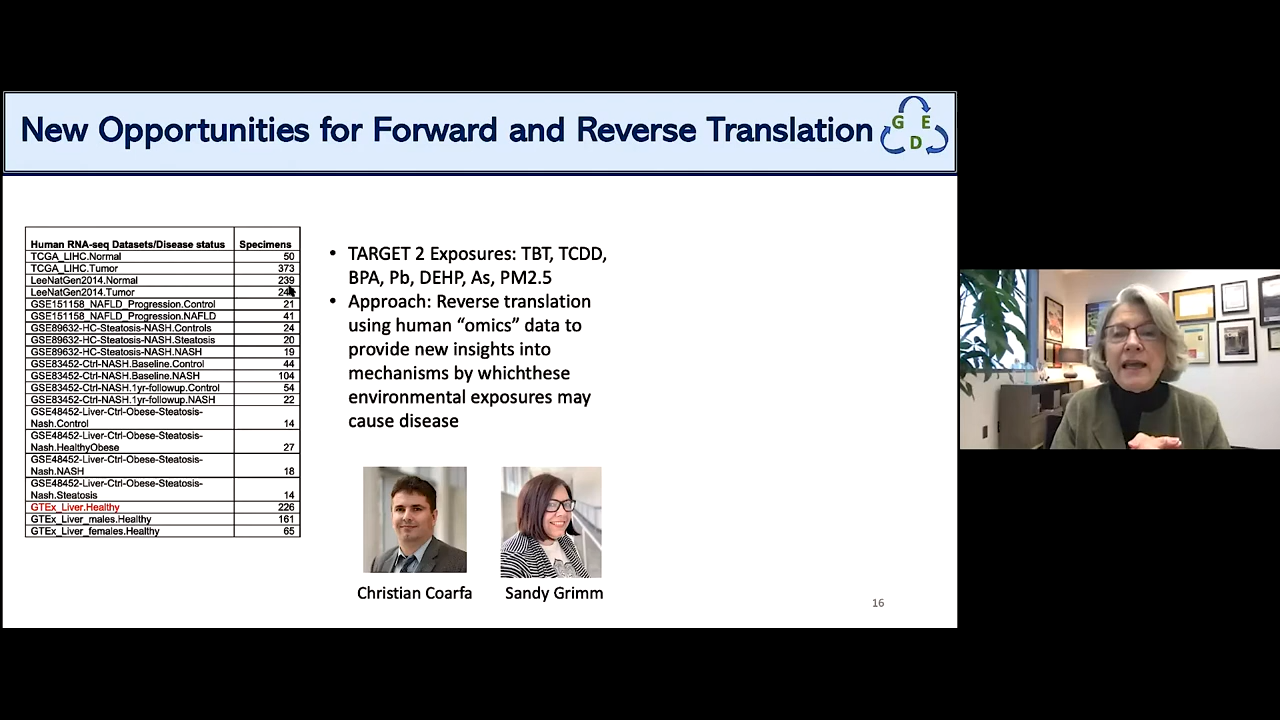 New Opportunities for Forward and Reverse Translation
G E
D
Human RNA-seq Datasets/Disease status Specimens
TCGA_LIHC.Normal 50
TCGA_LIHC.Tumor 373
LeeNatGen2014.Normal 239
LeeNatGen2014.Tumor
GSE151158_NAFLD_Progression.Control 21
GSE151158_NAFLD_Progression.NAFLD 41
GSE89632-HC-Steatosis-NASH.Controls 24
GSE89632-HC-Steatosis-NASH.Steatosis 20
GSE89632-HC-Steatosis-NASH.NASH 19
GSE83452-Ctrl-NASH.Baseline.Control 44
GSE83452-Ctrl-NASH.Baseline.NASH 104
GSE83452-Ctrl-NASH.1yr-followup.Control 54
GSE83452-Ctrl-NASH.1yr-followup.NASH 22
GSE48452-Liver-Ctrl-Obese-Steatosis-
Nash.Control 14
GSE48452-Liver-Ctrl-Obese-Steatosis-
Nash.HealthyObese 27
GSE48452-Liver-Ctrl-Obese-Steatosis-
Nash.NASH 18
GSE48452-Liver-Ctrl-Obese-Steatosis-
Nash.Steatosis 14
GTEx_Liver.Healthy 226
GTEx_Liver_males.Healthy 161
GTEx_Liver_females.Healthy 65
• TARGET 2 Exposures: TBT, TCDD,
BPA, Pb, DEHP, As, PM2.5
• Approach: Reverse translation
using human “omics” data to
provide new insights into
mechanisms by whichthese
environmental exposures may
cause disease
Christian Coarfa
Sandy Grimm
16